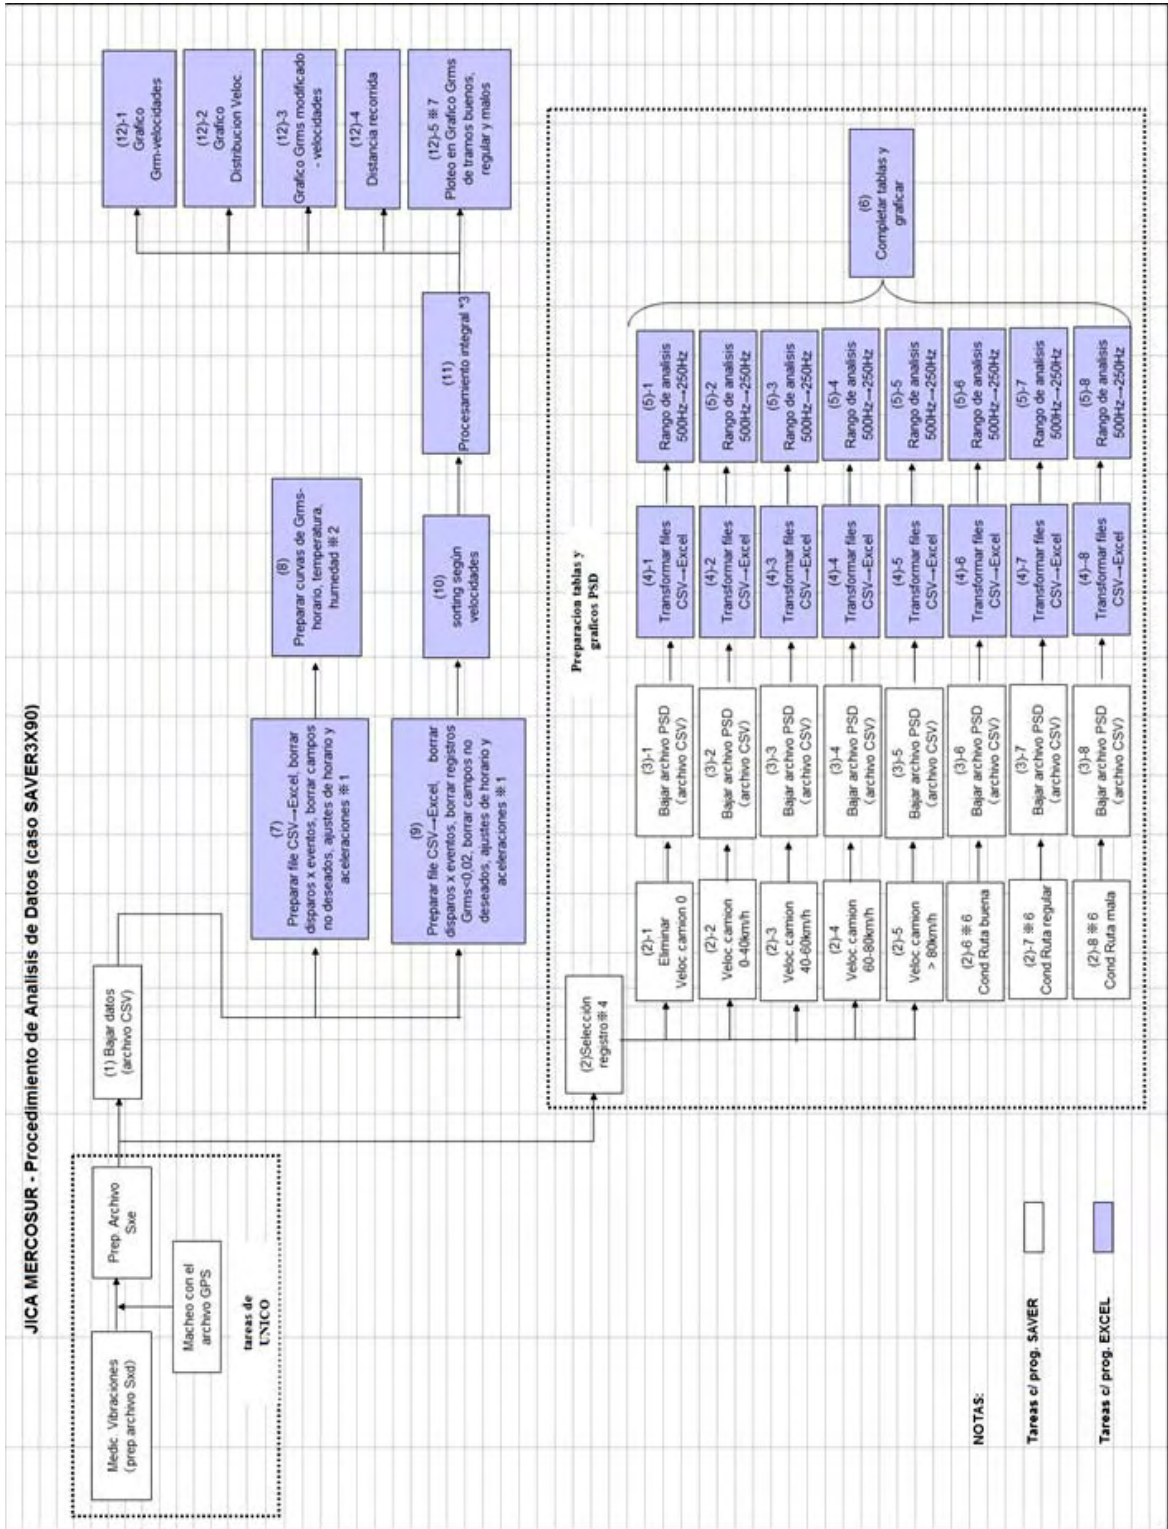 JICA MERCOSUR - Procedimiento de Analisis de Datos (caso SAVER3X90)
Medic. Vibraciones
(prep archivo Sxd)
Prep. Archivo
Sxe
Macheo con el
archivo GPS
tareas de
UNICO
(1) Bajar datos
(archivo CSV)
(7)
Preparar file CSV→Excel, borrar
disparos x eventos, borrar campos
no deseados, ajustes de horario y
aceleraciones ※1
(8)
Preparar curvas de Grms-
horario, temperatura,
humedad ※2
(9)
Preparar file CSV→Excel, borrar
disparos x eventos, borrar registros
Grms<0,02, borrar campos no
deseados, ajustes de horario y
aceleraciones ※1
(10)
sorting según
velocidades
(11)
Procesamiento integral *3
(12)-1
Grafico
Grm-velocidades
(12)-2
Grafico
Distribucion Veloc.
(12)-3
Grafico Grms modificado
- velocidades
(12)-4
Distancia recorrida
(12)-5 ※7
Ploteo en Grafico Grms
de tramos buenos,
regular y malos
Preparacion tablas y
graficos PSD
(2)Selección
registro※4
(2)-1
Eliminar
Veloc camion 0
(3)-1
Bajar archivo PSD
(archivo CSV)
(4)-1
Transformar files
CSV→Excel
(5)-1
Rango de analisis
500Hz→250Hz
(2)-2
Veloc camion
0-40km/h
(3)-2
Bajar archivo PSD
(archivo CSV)
(4)-2
Transformar files
CSV→Excel
(5)-2
Rango de analisis
500Hz→250Hz
(2)-3
Veloc camion
40-60km/h
(3)-3
Bajar archivo PSD
(archivo CSV)
(4)-3
Transformar files
CSV→Excel
(5)-3
Rango de analisis
500Hz→250Hz
(2)-4
Veloc camion
60-80km/h
(3)-4
Bajar archivo PSD
(archivo CSV)
(4)-4
Transformar files
CSV→Excel
(5)-4
Rango de analisis
500Hz→250Hz
(2)-5
Veloc camion
> 80km/h
(3)-5
Bajar archivo PSD
(archivo CSV)
(4)-5
Transformar files
CSV→Excel
(5)-5
Rango de analisis
500Hz→250Hz
(2)-6 ※6
Cond Ruta buena
(3)-6
Bajar archivo PSD
(archivo CSV)
(4)-6
Transformar files
CSV→Excel
(5)-6
Rango de analisis
500Hz→250Hz
(2)-7 ※6
Cond Ruta regular
(3)-7
Bajar archivo PSD
(archivo CSV)
(4)-7
Transformar files
CSV→Excel
(5)-7
Rango de analisis
500Hz→250Hz
(2)-8 ※6
Cond Ruta mala
(3)-8
Bajar archivo PSD
(archivo CSV)
(4)--8
Transformar files
CSV→Excel
(5)-8
Rango de analisis
500Hz→250Hz
(6)
Completar tablas y
graficar
NOTAS:
Tareas c/ prog. SAVER
Tareas c/ prog. EXCEL